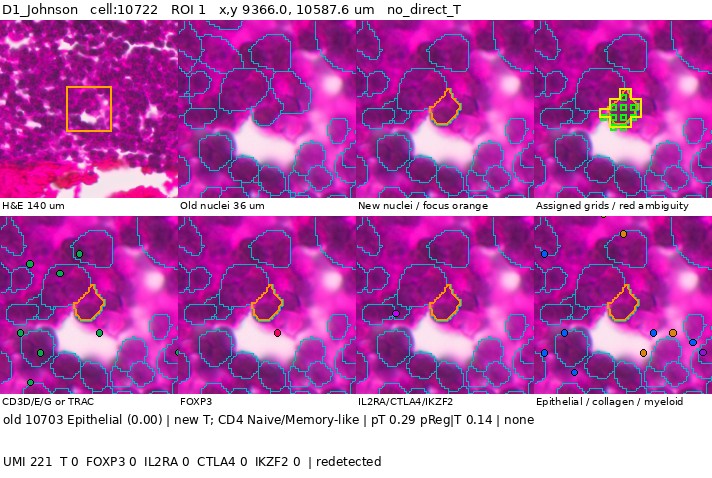 D1_Johnson cell:10722 ROI 1 x,y 9366.0, 10587.6 um no_direct_T
H&E 140 um
Old nuclei 36 um
New nuclei / focus orange
Assigned grids / red ambiguity
CD3D/E/G or TRAC
FOXP3
IL2RA/CTLA4/IKZF2
Epithelial / collagen / myeloid
old 10703 Epithelial (0.00) | new T; CD4 Naive/Memory-like | pT 0.29 pReg|T 0.14 | none
UMI 221 T 0 FOXP3 0 IL2RA 0 CTLA4 0 IKZF2 0 | redetected